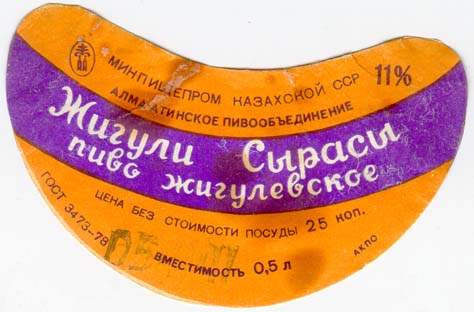 МИНПИЩЕПРОМ КАЗАХСКОЙ ССР 11%
АЛМААТИНСКОЕ ПИВООБЪЕДИНЕНИЕ
Жигули Сырасы
пиво жигулевское
ЦЕНА БЕЗ СТОИМОСТИ ПОСУДЫ 25 КОП.
ГОСТ 3473-78
ВМЕСТИМОСТЬ 0,5 л
АКПО